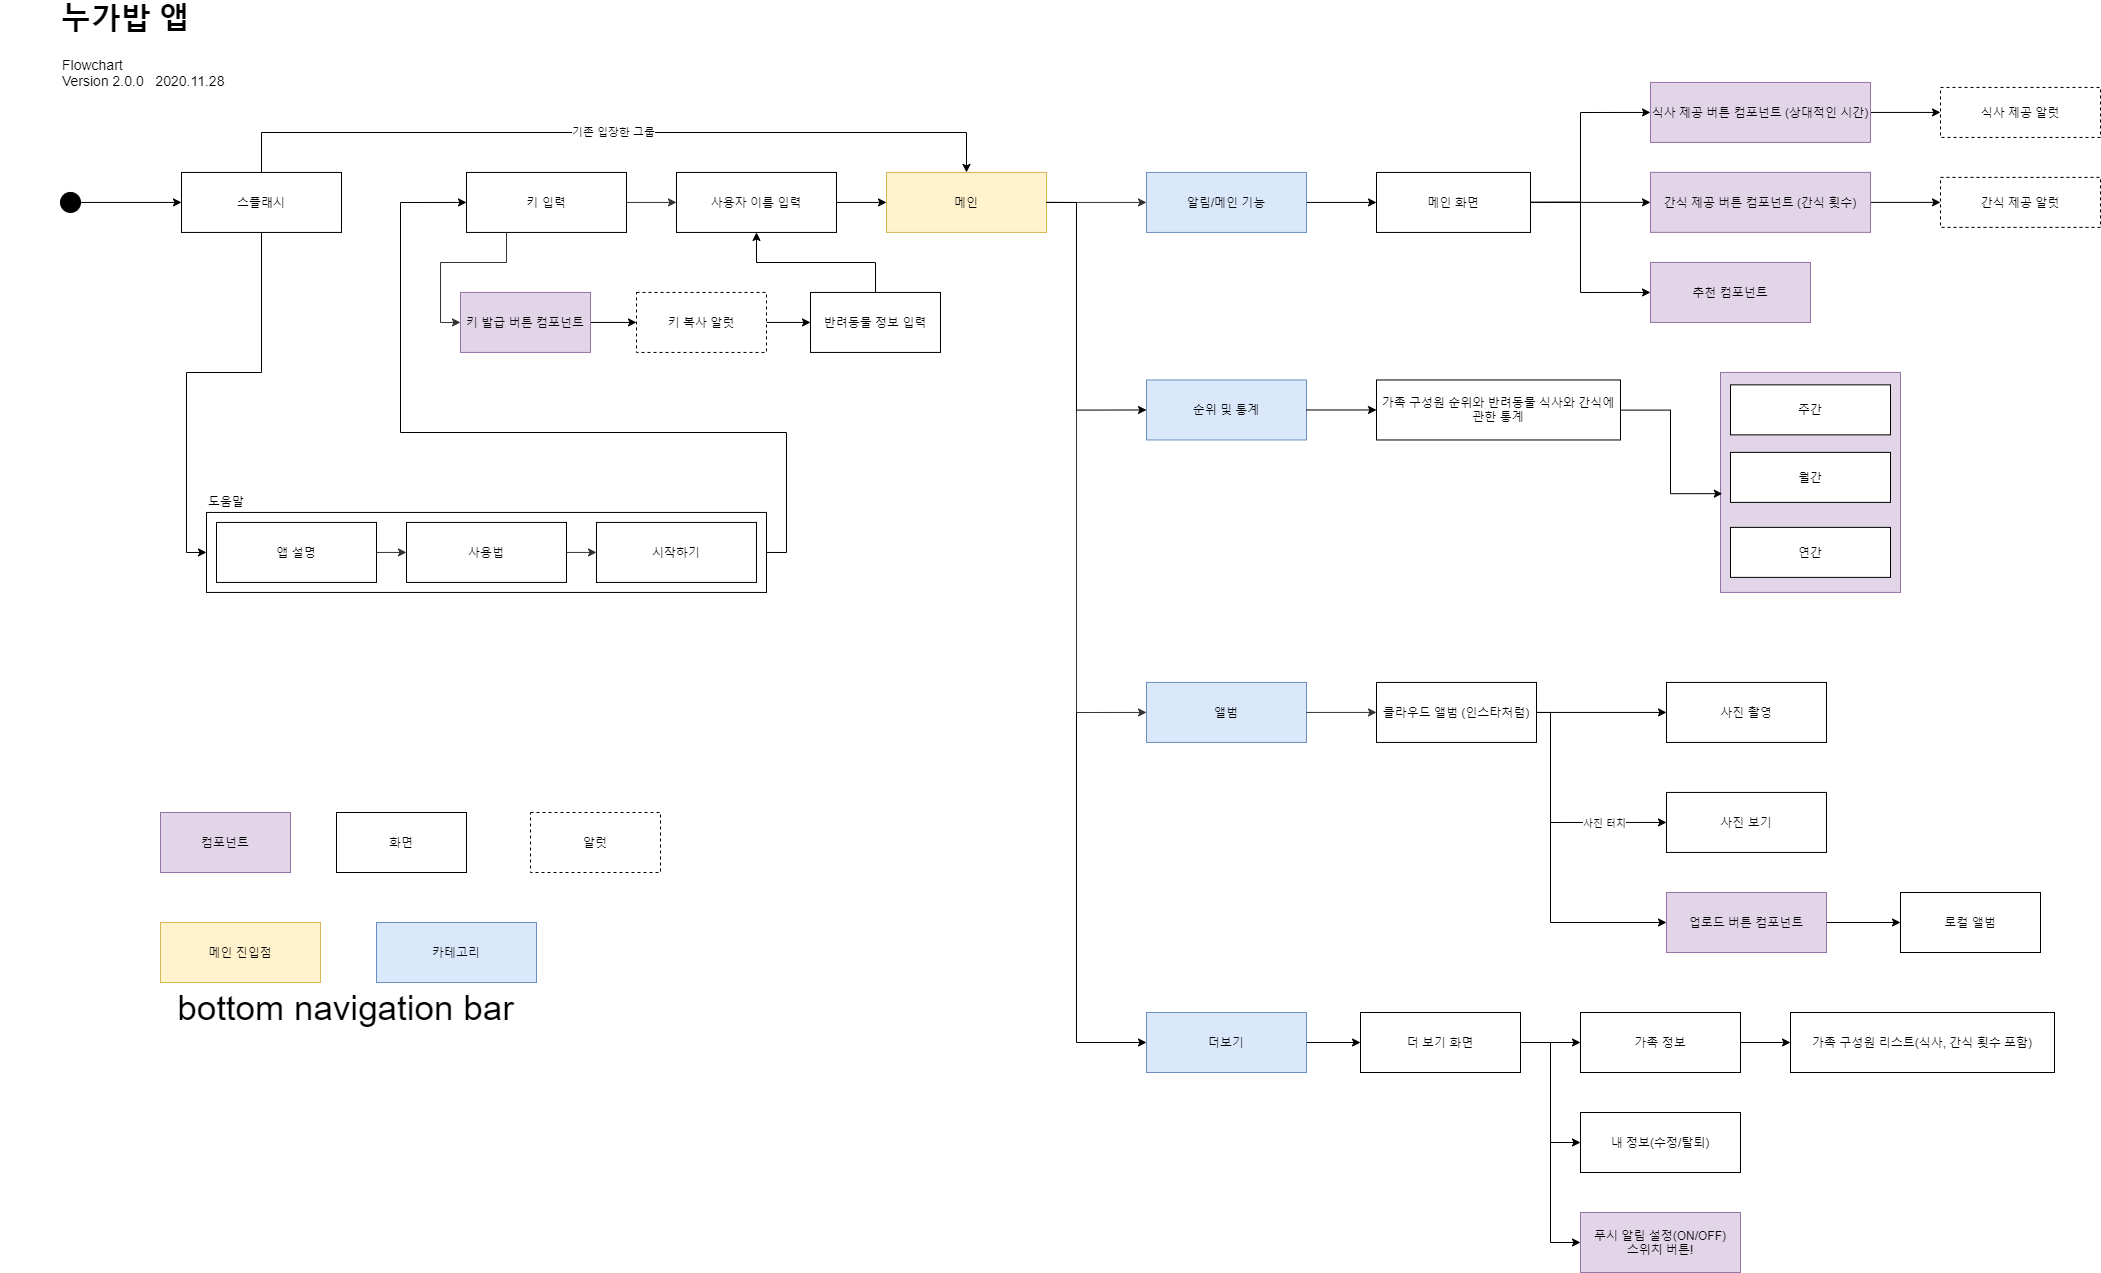 누가밥 앱
Flowchart
Version 2.0.0   2020.11.28
기존 입장한 그룹
스플래시
키 입력
사용자 이름 입력
메인
키 발급 버튼 컴포넌트
키 복사 알럿
반려동물 정보 입력
도움말
앱 설명
사용법
시작하기
알림/메인 기능
메인 화면
식사 제공 버튼 컴포넌트 (상대적인 시간)
식사 제공 알럿
간식 제공 버튼 컴포넌트 (간식 횟수)
간식 제공 알럿
추천 컴포넌트
순위 및 통계
가족 구성원 순위와 반려동물 식사와 간식에
관한 통계
주간
월간
연간
앨범
클라우드 앨범 (인스타처럼)
사진 촬영
사진 터치
사진 보기
업로드 버튼 컴포넌트
로컬 앨범
더보기
더 보기 화면
가족 정보
가족 구성원 리스트(식사, 간식 횟수 포함)
내 정보(수정/탈퇴)
푸시 알림 설정(ON/OFF)
스위치 버튼!
컴포넌트
화면
알럿
메인 진입점
카테고리
bottom navigation bar